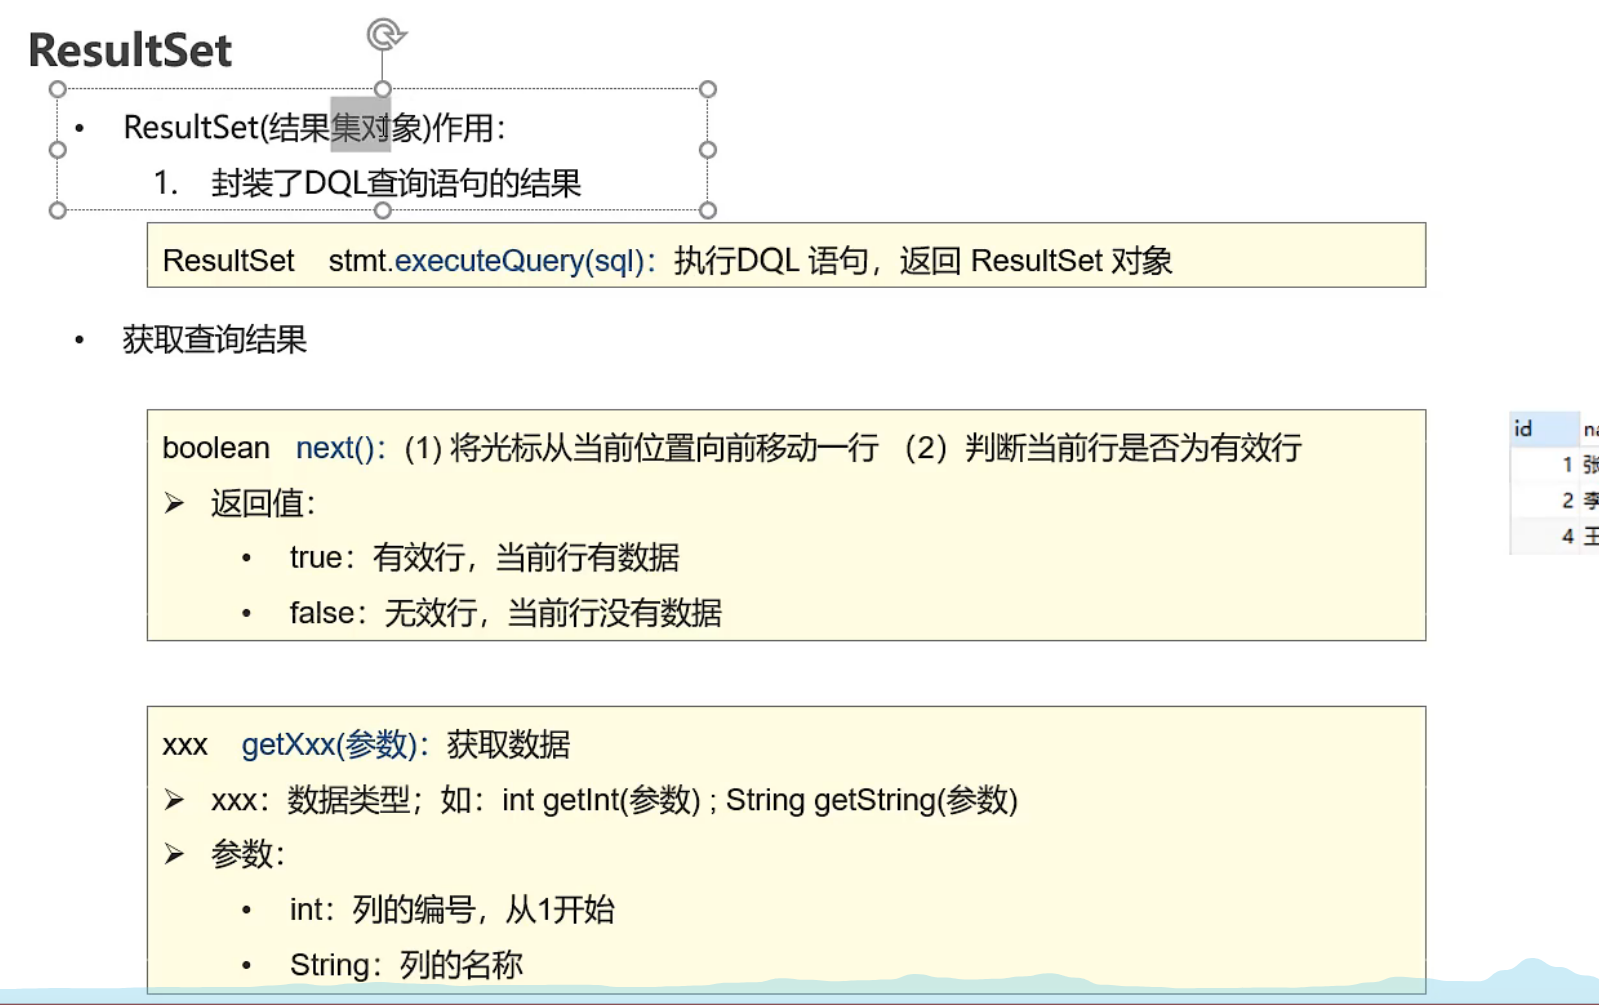 ResultSet
• ResultSet(结果集对象)作用：
1. 封装了DQL查询语句的结果
ResultSet stmt.executeQuery(sql)：执行DQL 语句，返回 ResultSet 对象
• 获取查询结果
boolean next()：(1) 将光标从当前位置向前移动一行 （2）判断当前行是否为有效行
➢ 返回值：
• true：有效行，当前行有数据
• false：无效行，当前行没有数据
id na
1 张
2 李
4 王
xxx getXxx(参数)：获取数据
➢ xxx：数据类型；如：int getInt(参数) ; String getString(参数)
➢ 参数：
• int：列的编号，从1开始
• String：列的名称